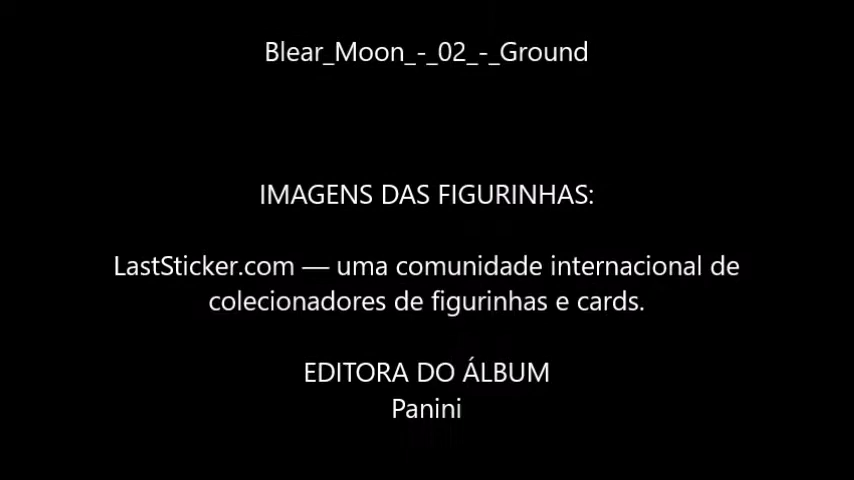 Blear_Moon_-_02_-_Ground
IMAGENS DAS FIGURINHAS:
LastSticker.com — uma comunidade internacional de
colecionadores de figurinhas e cards.
EDITORA DO ÁLBUM
Panini